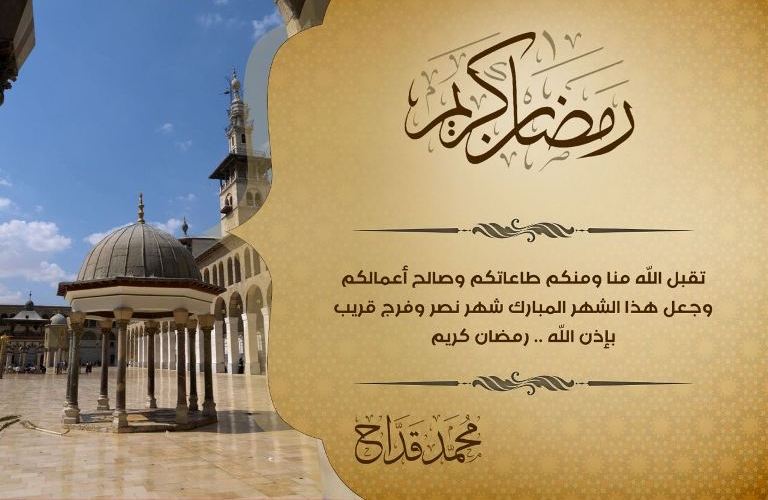 رمضان كريم
تقبل الله منا ومنكم طاعاتكم وصالح أعمالكم
وجعل هذا الشهر المبارك شهر نصر وفرج قريب
بإذن الله .. رمضان كريم
محمد قداح